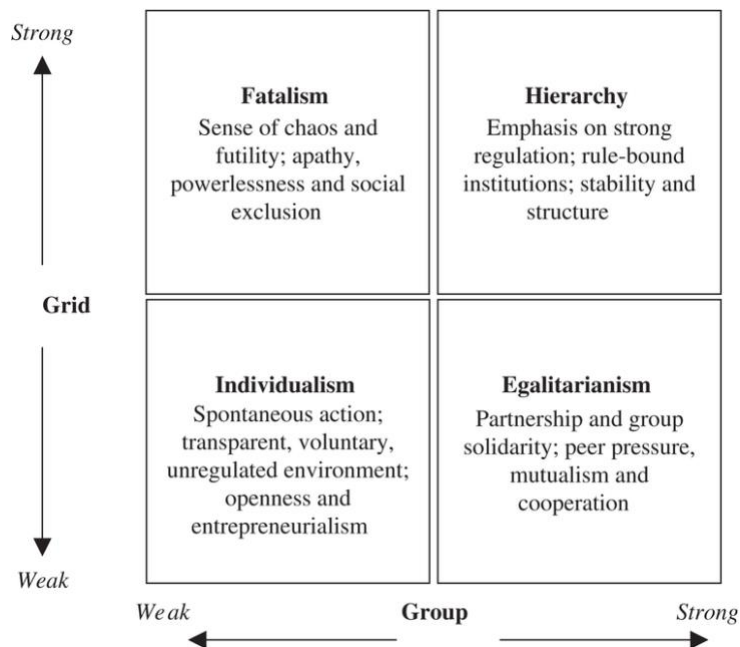 Strong
Fatalism
Sense of chaos and
futility; apathy,
powerlessness and social
exclusion
Hierarchy
Emphasis on strong
regulation; rule-bound
institutions; stability and
structure
Grid
Individualism
Spontaneous action;
transparent, voluntary,
unregulated environment;
openness and
entrepreneurialism
Egalitarianism
Partnership and group
solidarity; peer pressure,
mutualism and
cooperation
Weak
Weak
Group
Strong